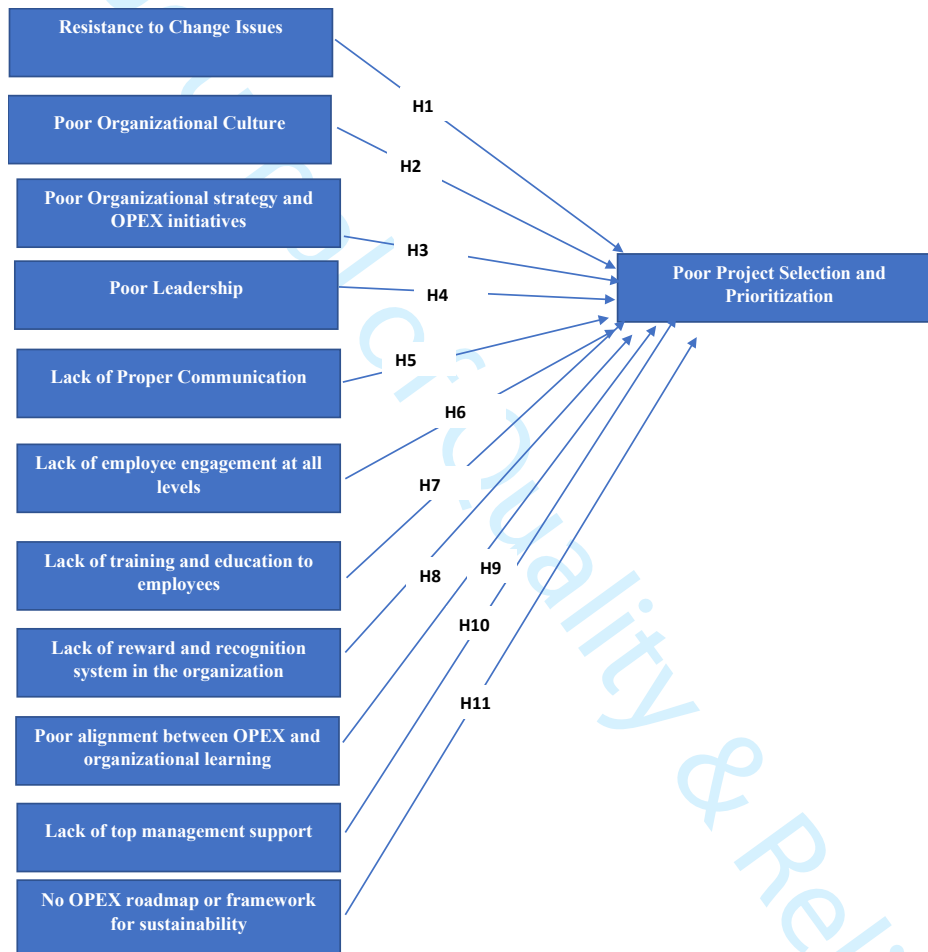 Resistance to Change Issues
H1
Poor Organizational Culture
H2
Poor Organizational strategy and
OPEX initiatives
H3
Poor Project Selection and
Prioritization
Poor Leadership
H4
Lack of Proper Communication
H5
Lack of employee engagement at all
levels
H6
Lack of training and education to
employees
H7
Lack of reward and recognition
system in the organization
H8
Poor alignment between OPEX and
organizational learning
H9
Lack of top management support
H10
No OPEX roadmap or framework
for sustainability
H11
of Quality & Reli